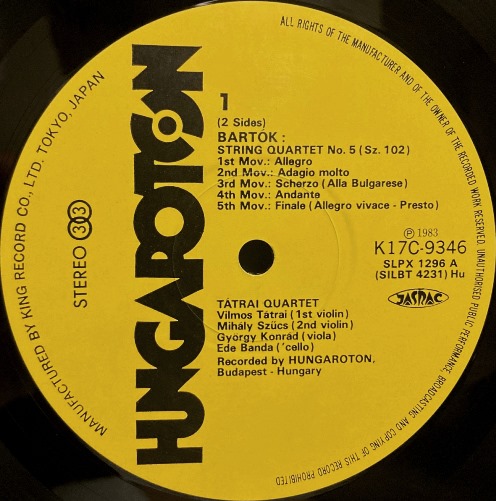 ALL RIGHTS OF THE MANUFACTURER AND OF THE OWNER OF THE RECORDED WORK RESERVED. UNAUTHORISED PUBLIC PERFORMANCE, BROADCASTING AND COPYING OF THIS RECORD PROHIBITED
MANUFACTURED BY KING RECORD CO., LTD. TOKYO, JAPAN
STEREO 33
HUNGAROTON
1
(2 Sides)
BARTÓK :
STRING QUARTET No. 5 (Sz. 102)
1st Mov.: Allegro
2nd Mov.: Adagio molto
3rd Mov.: Scherzo (Alla Bulgarese)
4th Mov.: Andante
5th Mov.: Finale (Allegro vivace - Presto)
Ⓟ 1983
K17C-9346
SLPX 1296 A
(SILBT 4231) Hu
JASRAC
TÁTRAI QUARTET
Vilmos Tátrai (1st violin)
Mihály Szűcs (2nd violin)
György Konrád (viola)
Ede Banda ('cello)
Recorded by HUNGAROTON,
Budapest - Hungary